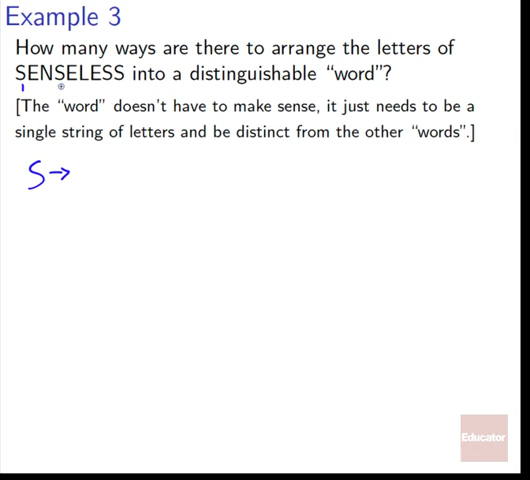 Example 3
How many ways are there to arrange the letters of
SENSELESS into a distinguishable “word”?
[The “word” doesn’t have to make sense, it just needs to be a
single string of letters and be distinct from the other “words”.]
S →
Educator